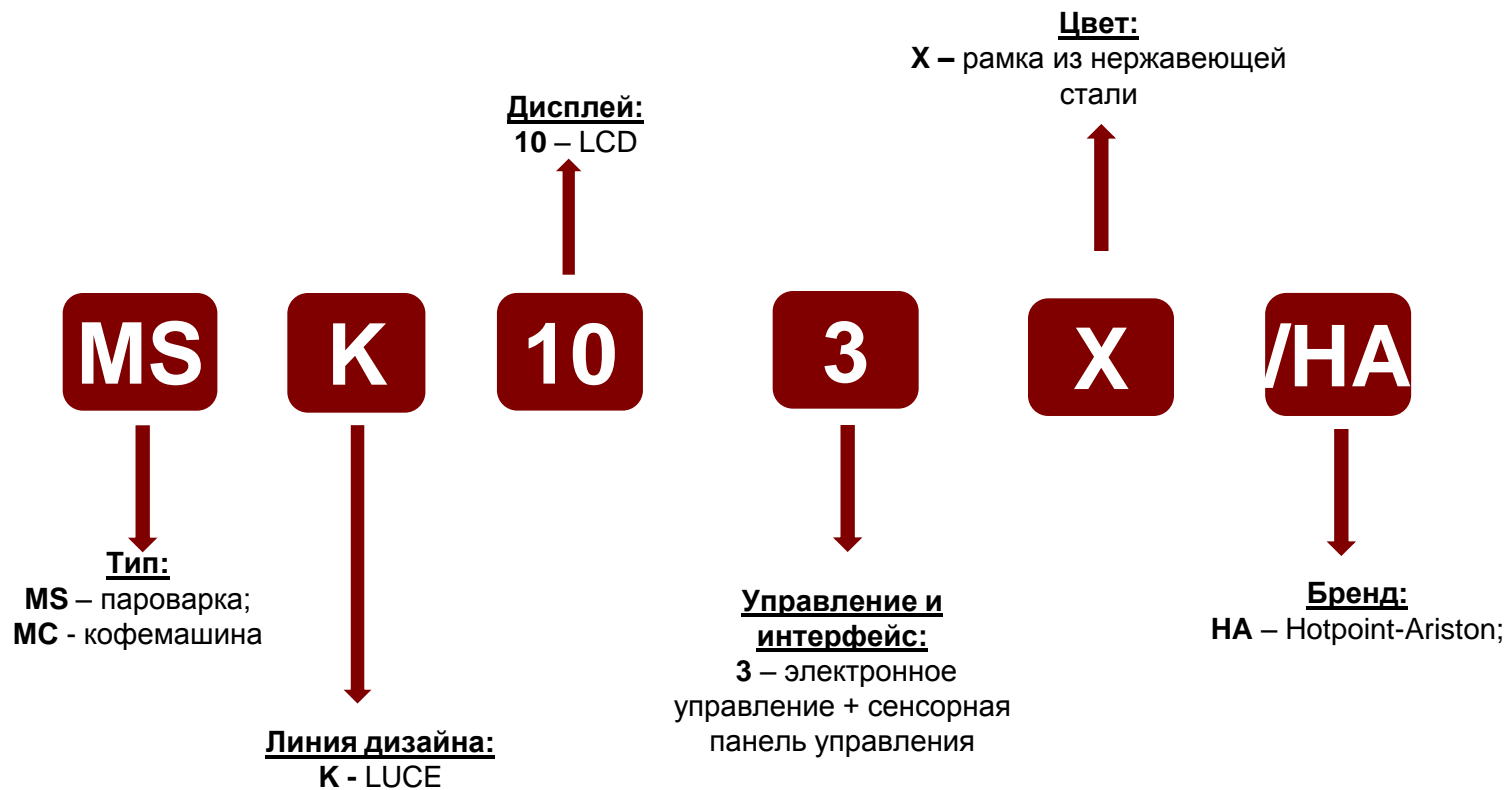 Цвет:
X – рамка из нержавеющей
стали
Дисплей:
10 – LCD
MS
K
10
3
X
/HA
Тип:
MS – пароварка;
MC - кофемашина
Линия дизайна:
K - LUCE
Управление и
интерфейс:
3 – электронное
управление + сенсорная
панель управления
Бренд:
HA – Hotpoint-Ariston;